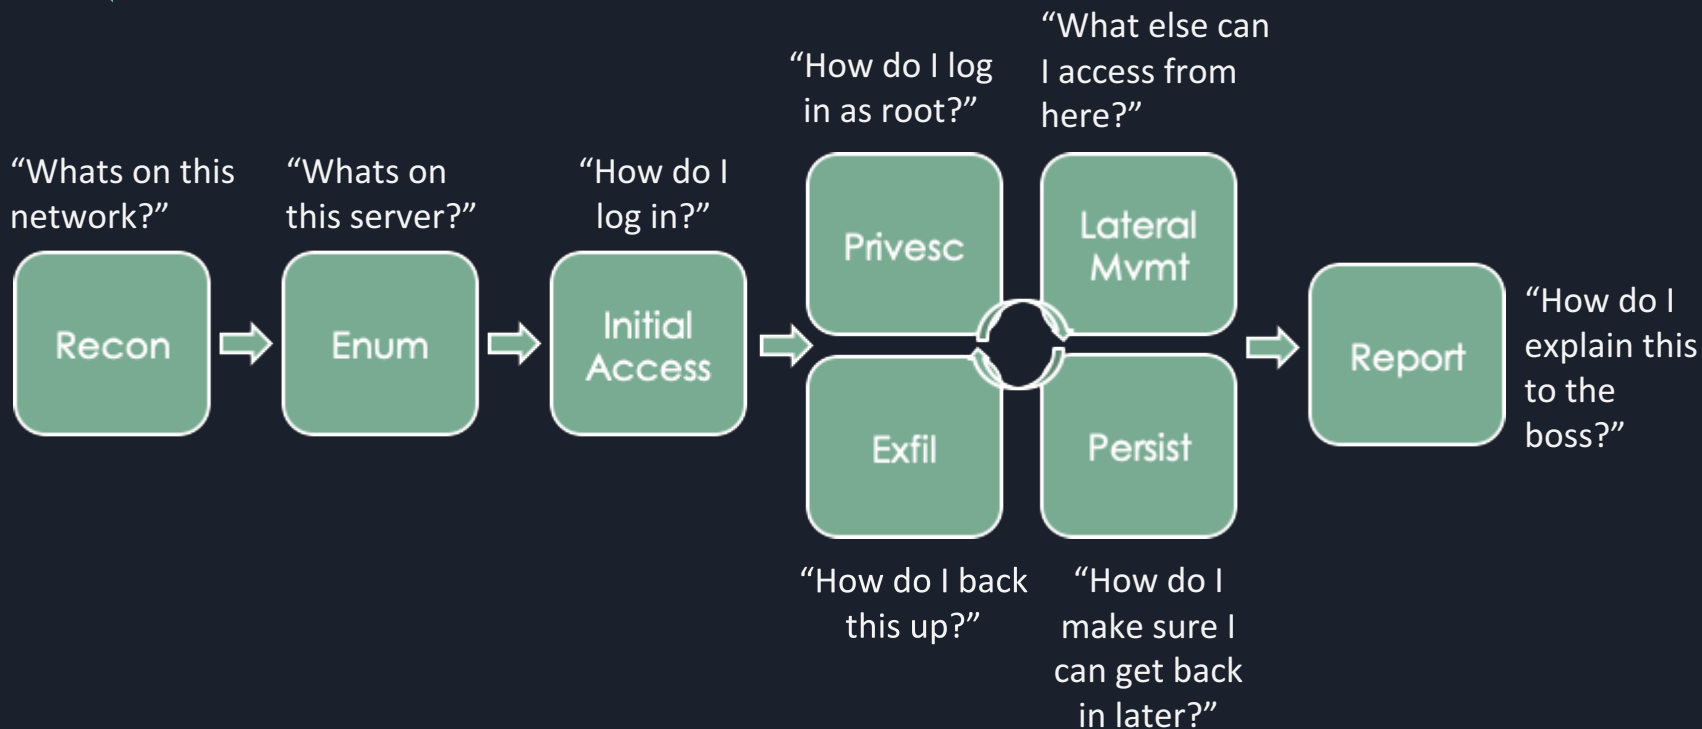 “Whats on this
network?”
Recon
“Whats on
this server?”
Enum
“How do I
log in?”
Initial
Access
“How do I log
in as root?”
Privesc
“What else can
I access from
here?”
Lateral
Mvmt
Exfil
“How do I back
this up?”
Persist
“How do I
make sure I
can get back
in later?”
Report
“How do I
explain this
to the
boss?”